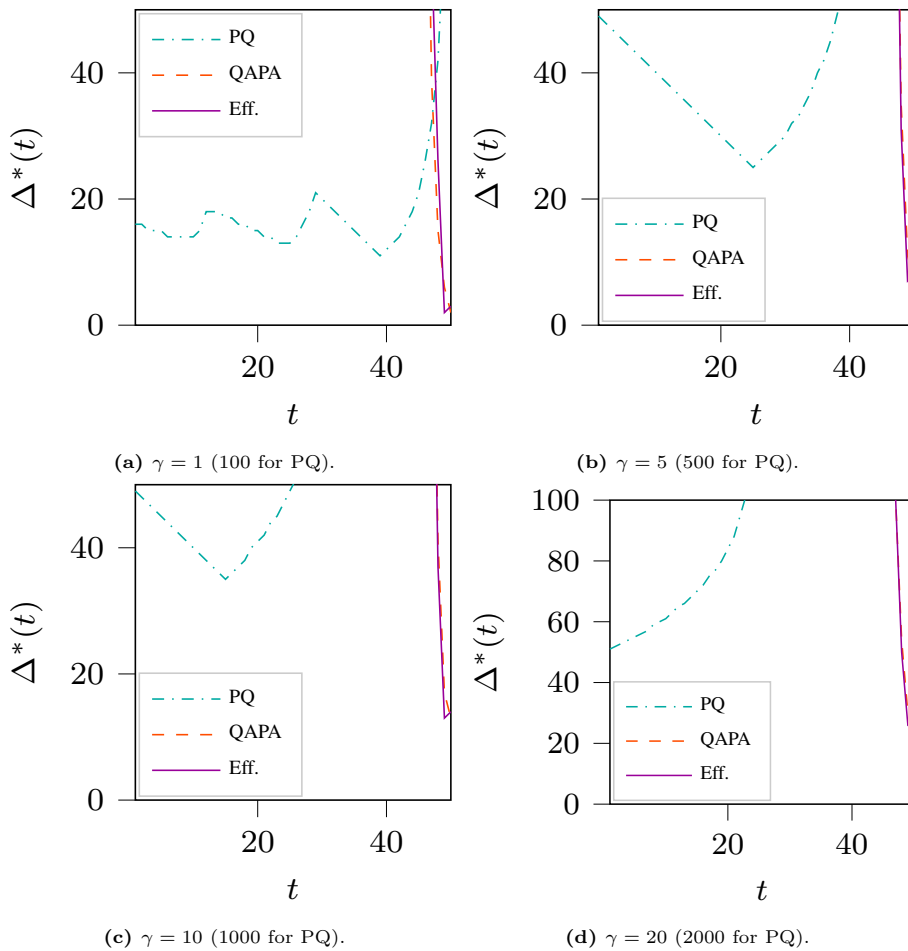 PQ
QAPA
Eff.
Δ*(t)
0
20
40
20
40
t
(a) γ = 1 (100 for PQ).
PQ
QAPA
Eff.
Δ*(t)
0
20
40
20
40
t
(b) γ = 5 (500 for PQ).
PQ
QAPA
Eff.
Δ*(t)
0
20
40
20
40
t
(c) γ = 10 (1000 for PQ).
PQ
QAPA
Eff.
Δ*(t)
0
20
40
60
80
100
20
40
t
(d) γ = 20 (2000 for PQ).